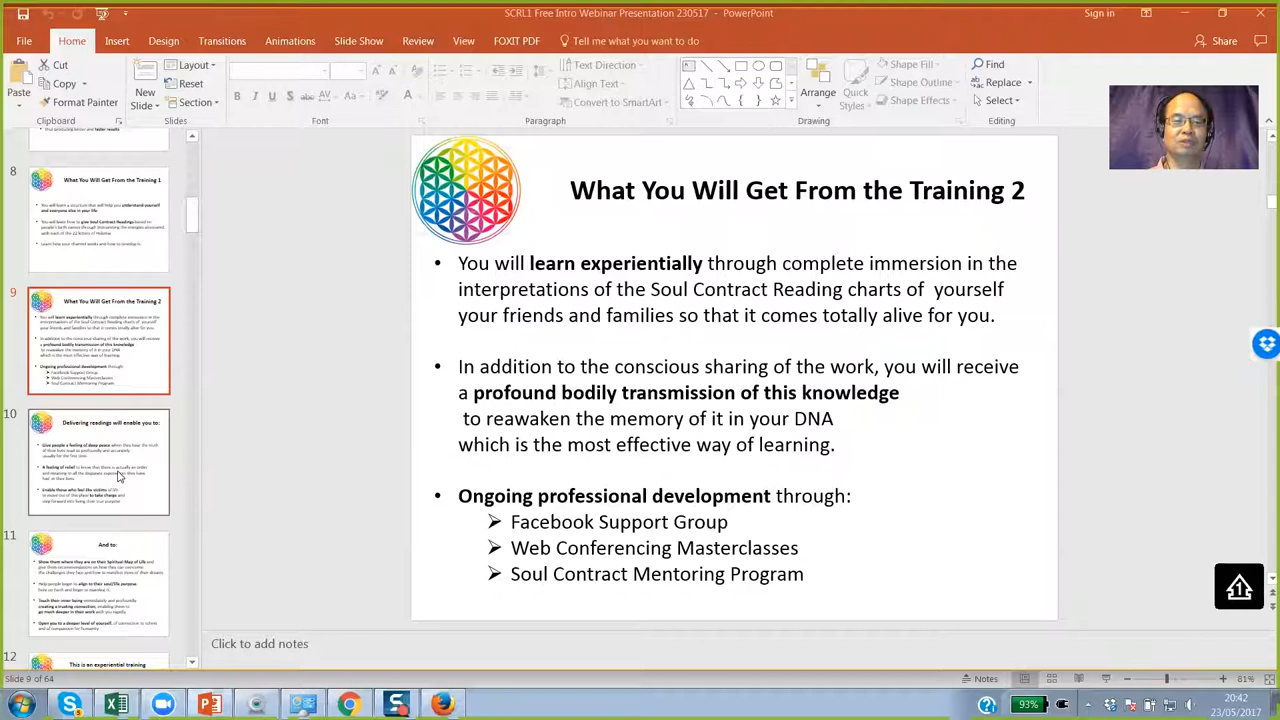 SCRL1 Free Intro Webinar Presentation 230517 - PowerPoint
Sign in
File Home Insert Design Transitions Animations Slide Show Review View FOXIT PDF Tell me what you want to do Share
Paste
Cut
Copy
Format Painter
Clipboard
New Slide
Layout
Reset
Section
Slides
B I U S abc AV Aa A
Font
Text Direction
Align Text
Convert to SmartArt
Paragraph
Arrange
Quick Styles
Shape Fill
Shape Outline
Shape Effects
Drawing
Find
Replace
Select
Editing
8
What You Will Get From the Training 1
9
What You Will Get From the Training 2
10
Delivering readings will enable you to:
11
And to:
12
This is an experiential training
What You Will Get From the Training 2
• You will learn experientially through complete immersion in the
interpretations of the Soul Contract Reading charts of yourself
your friends and families so that it comes totally alive for you.
• In addition to the conscious sharing of the work, you will receive
a profound bodily transmission of this knowledge
to reawaken the memory of it in your DNA
which is the most effective way of learning.
• Ongoing professional development through:
➢ Facebook Support Group
➢ Web Conferencing Masterclasses
Soul Contract Mentoring Program
Click to add notes
Slide 9 of 64
Notes
81%
93%
20:42
23/05/2017